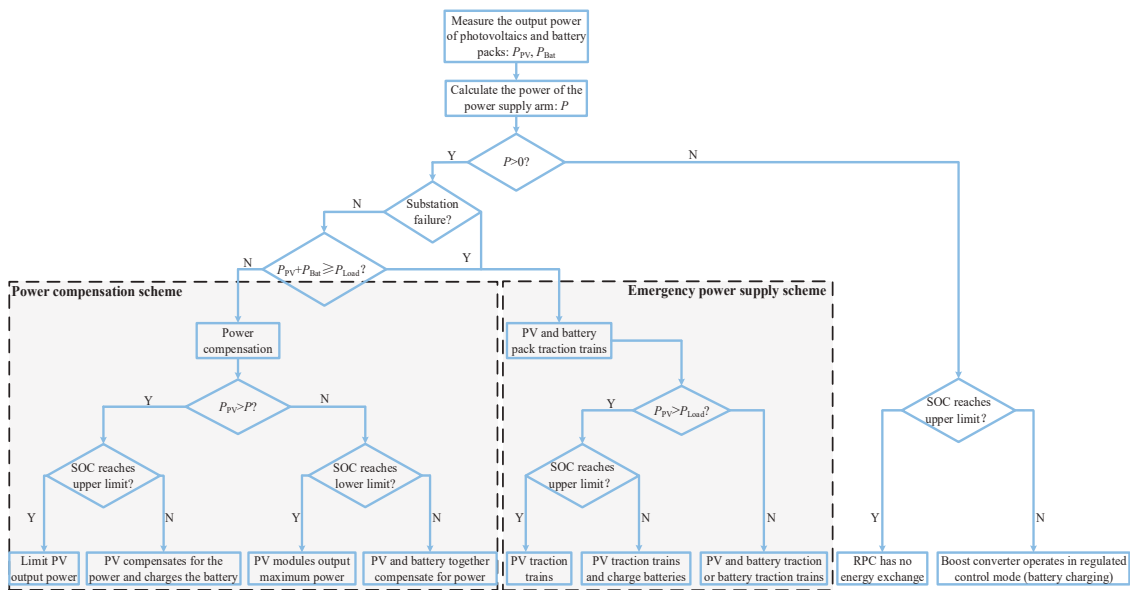 Measure the output power
of photovoltaics and battery
packs: PPV, PBat
Calculate the power of the
power supply arm: P
P>0?
Y
N
Substation
failure?
N
Y
PPV+PBat⩾PLoad?
N
Power compensation scheme
Emergency power supply scheme
Power
compensation
PV and battery
pack traction trains
PPV>P?
Y
N
PPV>PLoad?
Y
N
SOC reaches
upper limit?
SOC reaches
upper limit?
Y
N
SOC reaches
lower limit?
Y
N
SOC reaches
upper limit?
Y
N
Y
N
Limit PV
output power
PV compensates for the
power and charges the battery
PV modules output
maximum power
PV and battery together
compensate for power
PV traction
trains
PV traction trains
and charge batteries
PV and battery traction
or battery traction trains
RPC has no
energy exchange
Boost converter operates in regulated
control mode (battery charging)